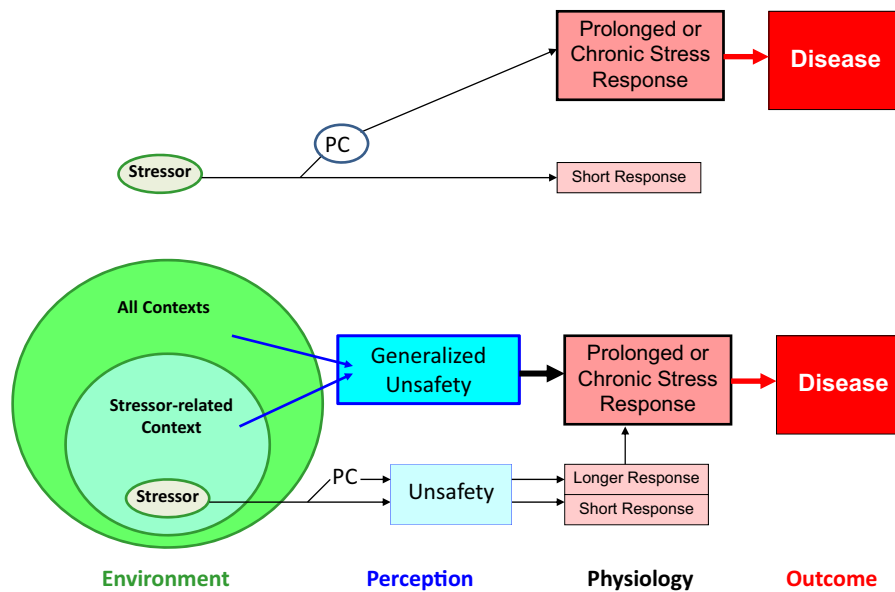 Prolonged or
Chronic Stress
Response
Disease
PC
Stressor
Short Response
All Contexts
Generalized
Unsafety
Prolonged or
Chronic Stress
Response
Disease
Stressor-related
Context
PC
Longer Response
Stressor
Unsafety
Short Response
Environment
Perception
Physiology
Outcome